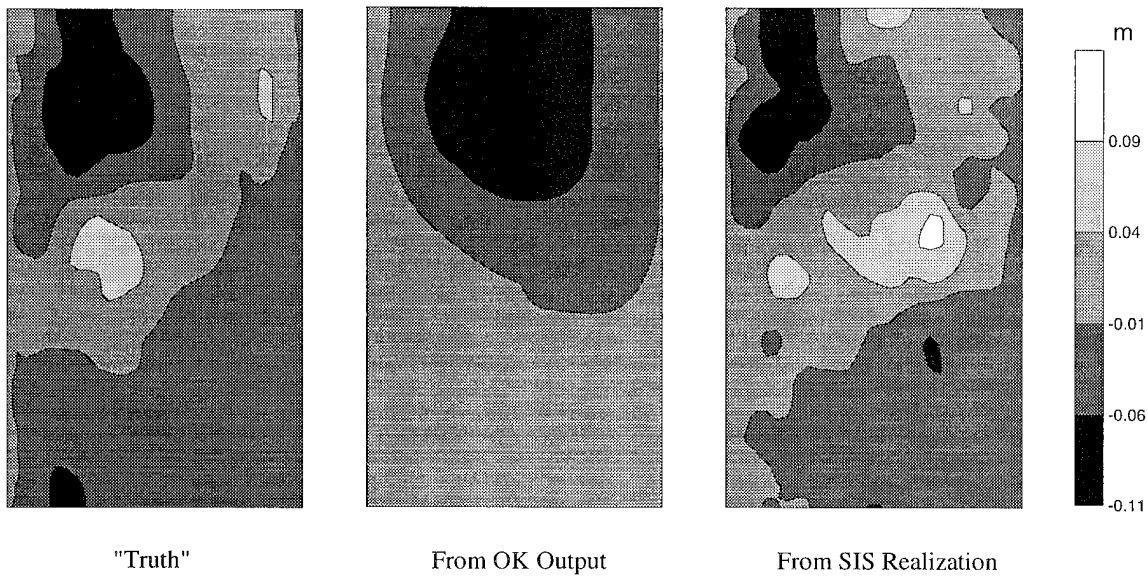 m
0.09
0.04
-0.01
-0.06
-0.11
"Truth"
From OK Output
From SIS Realization